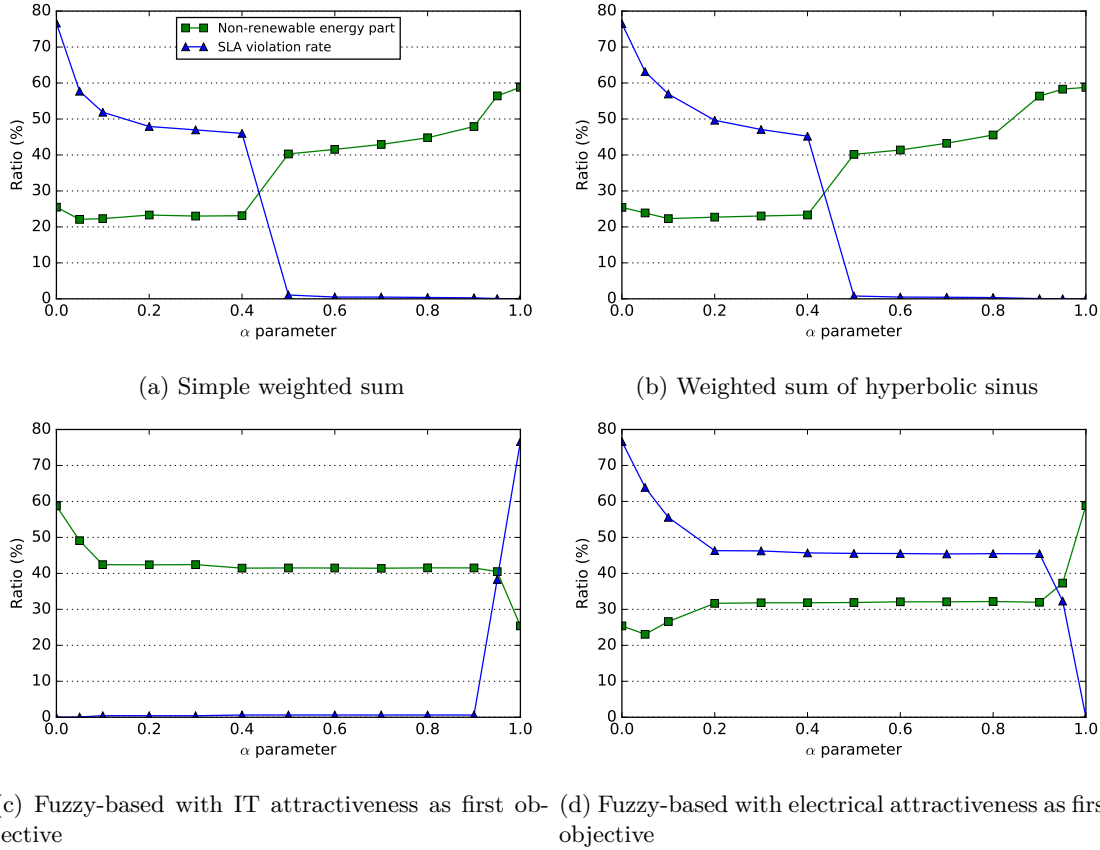 80
70
60
50
40
30
20
10
0
Ratio (%)
Non-renewable energy part
SLA violation rate
0.0 0.2 0.4 0.6 0.8 1.0
α parameter
(a) Simple weighted sum
80
70
60
50
40
30
20
10
0
Ratio (%)
0.0 0.2 0.4 0.6 0.8 1.0
α parameter
(b) Weighted sum of hyperbolic sinus
80
70
60
50
40
30
20
10
0
Ratio (%)
0.0 0.2 0.4 0.6 0.8 1.0
α parameter
(c) Fuzzy-based with IT attractiveness as first ob-
ective
80
70
60
50
40
30
20
10
0
Ratio (%)
0.0 0.2 0.4 0.6 0.8 1.0
α parameter
(d) Fuzzy-based with electrical attractiveness as firs
objective